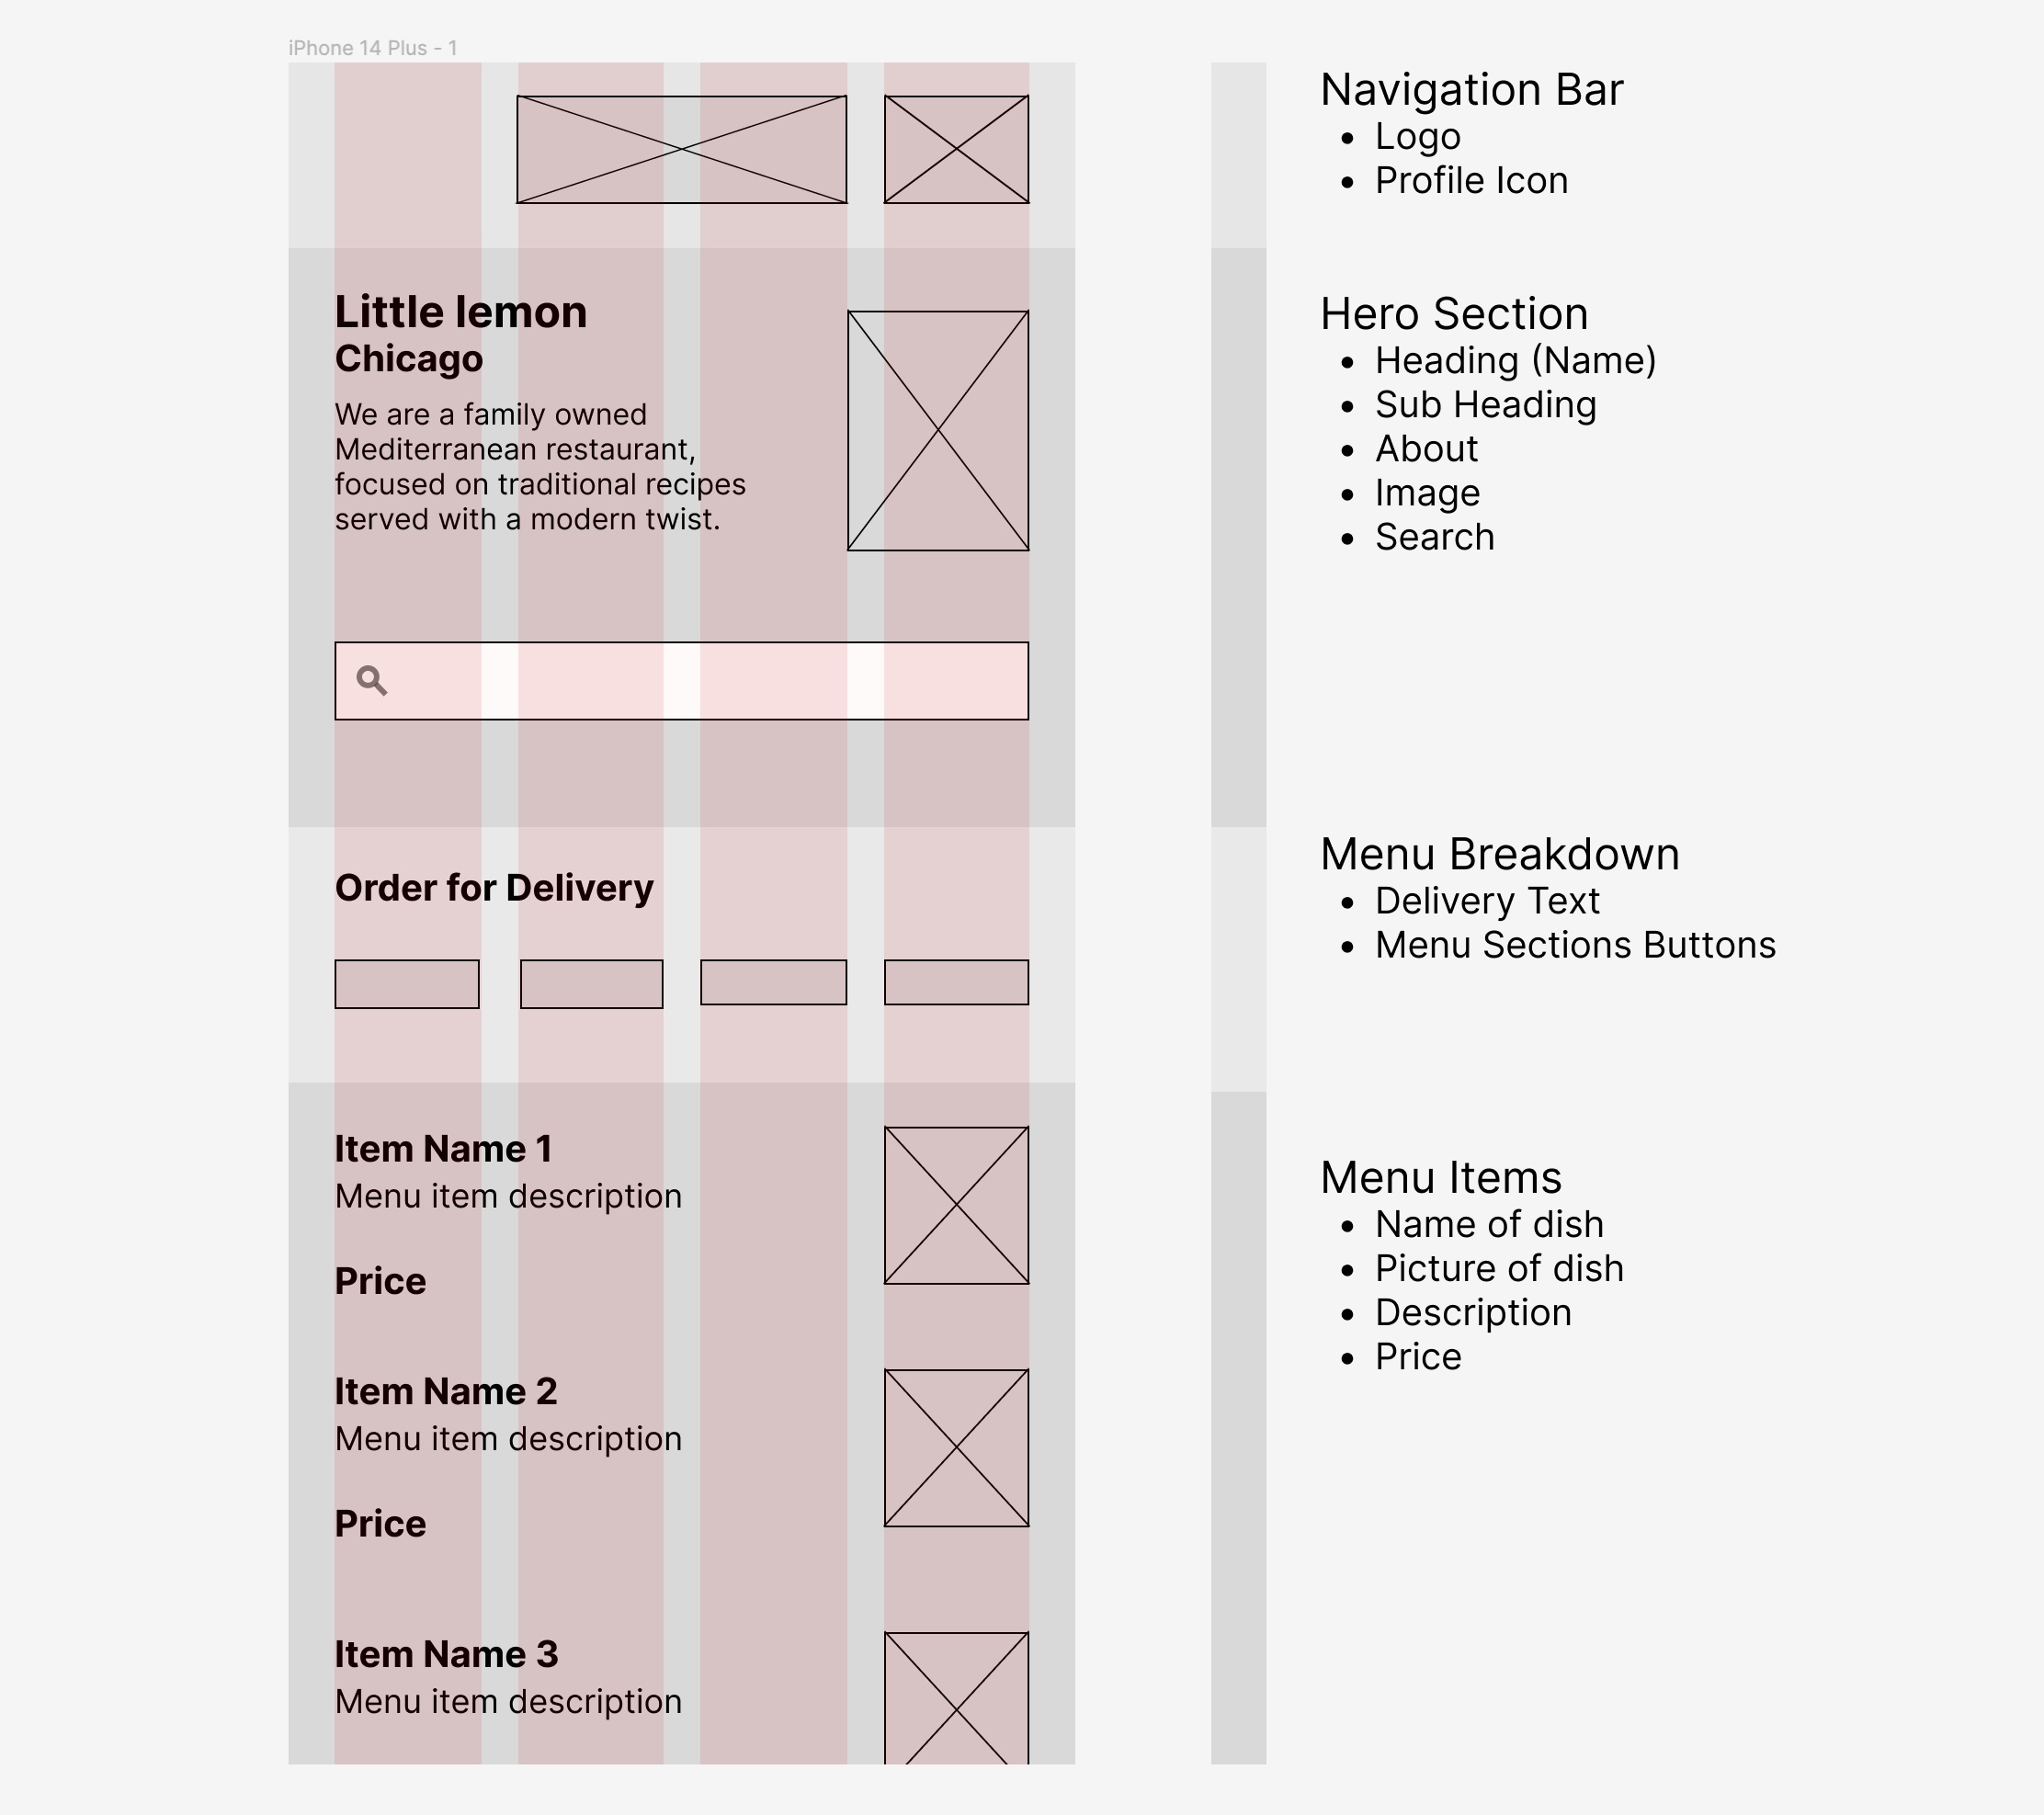 iPhone 14 Plus - 1
Little lemon
Chicago
We are a family owned
Mediterranean restaurant,
focused on traditional recipes
served with a modern twist.
Order for Delivery
Item Name 1
Menu item description
Price
Item Name 2
Menu item description
Price
Item Name 3
Menu item description
Navigation Bar
• Logo
• Profile Icon
Hero Section
• Heading (Name)
• Sub Heading
• About
• Image
• Search
Menu Breakdown
• Delivery Text
• Menu Sections Buttons
Menu Items
• Name of dish
• Picture of dish
• Description
• Price